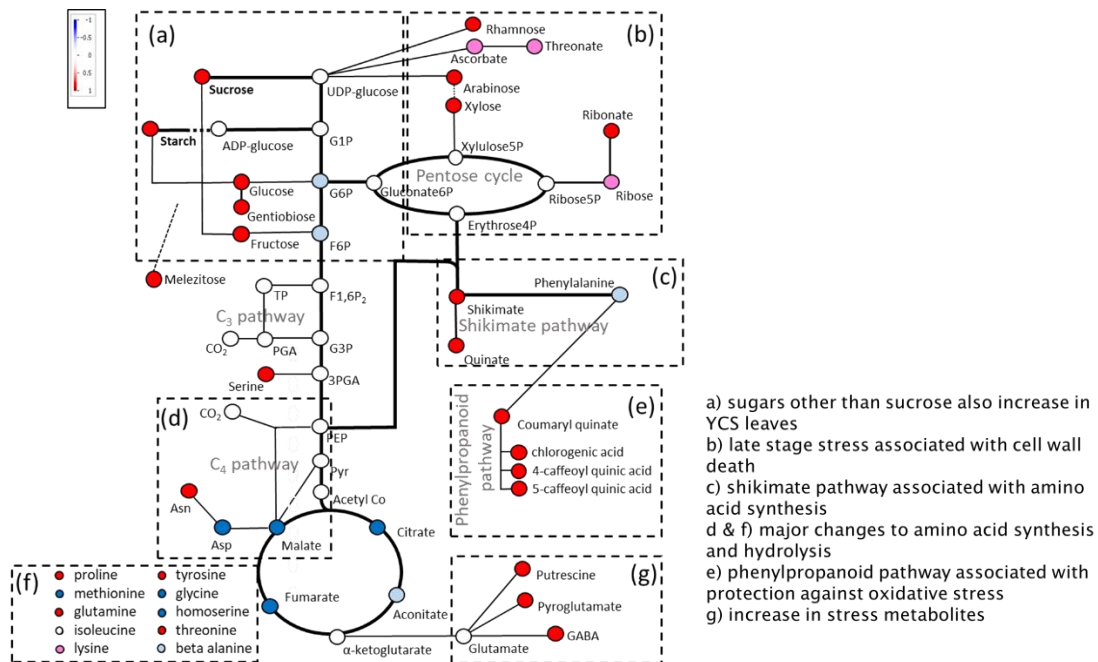 -1
-0.5
0
0.5
1
(a)
(b)
Rhamnose
Ascorbate
Threonate
Sucrose
UDP-glucose
Arabinose
Xylose
Ribonate
Starch
ADP-glucose
G1P
Xylulose5P
Pentose cycle
Glucose
G6P
Gluconate6P
Ribose5P
Ribose
Gentiobiose
Erythrose4P
Fructose
F6P
Melezitose
TP
F1,6P2
Phenylalanine
(c)
Shikimate
C3 pathway
Shikimate pathway
CO2
PGA
G3P
Quinate
Serine
3PGA
(d)
CO2
PEP
(e)
Coumaryl quinate
Phenylpropanoid
pathway
chlorogenic acid
4-caffeoyl quinic acid
5-caffeoyl quinic acid
C4 pathway
Pyr
Acetyl Co
Asn
Asp
Malate
Citrate
(f)
proline
tyrosine
methionine
glycine
glutamine
homoserine
isoleucine
threonine
lysine
beta alanine
Fumarate
Aconitate
α-ketoglutarate
(g)
Putrescine
Pyroglutamate
Glutamate
GABA
a) sugars other than sucrose also increase in
YCS leaves
b) late stage stress associated with cell wall
death
c) shikimate pathway associated with amino
acid synthesis
d & f) major changes to amino acid synthesis
and hydrolysis
e) phenylpropanoid pathway associated with
protection against oxidative stress
g) increase in stress metabolites